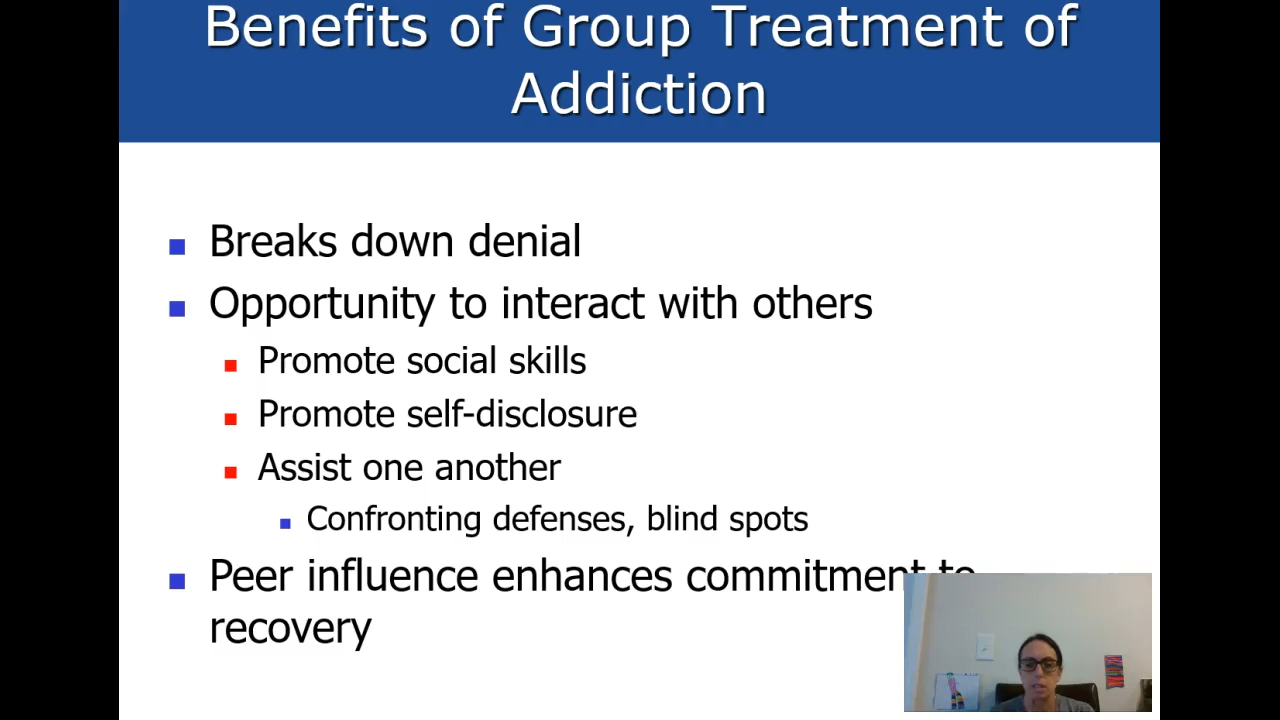 Benefits of Group Treatment of
Addiction
Breaks down denial
Opportunity to interact with others
Promote social skills
Promote self-disclosure
Assist one another
Confronting defenses, blind spots
Peer influence enhances commitment to
recovery